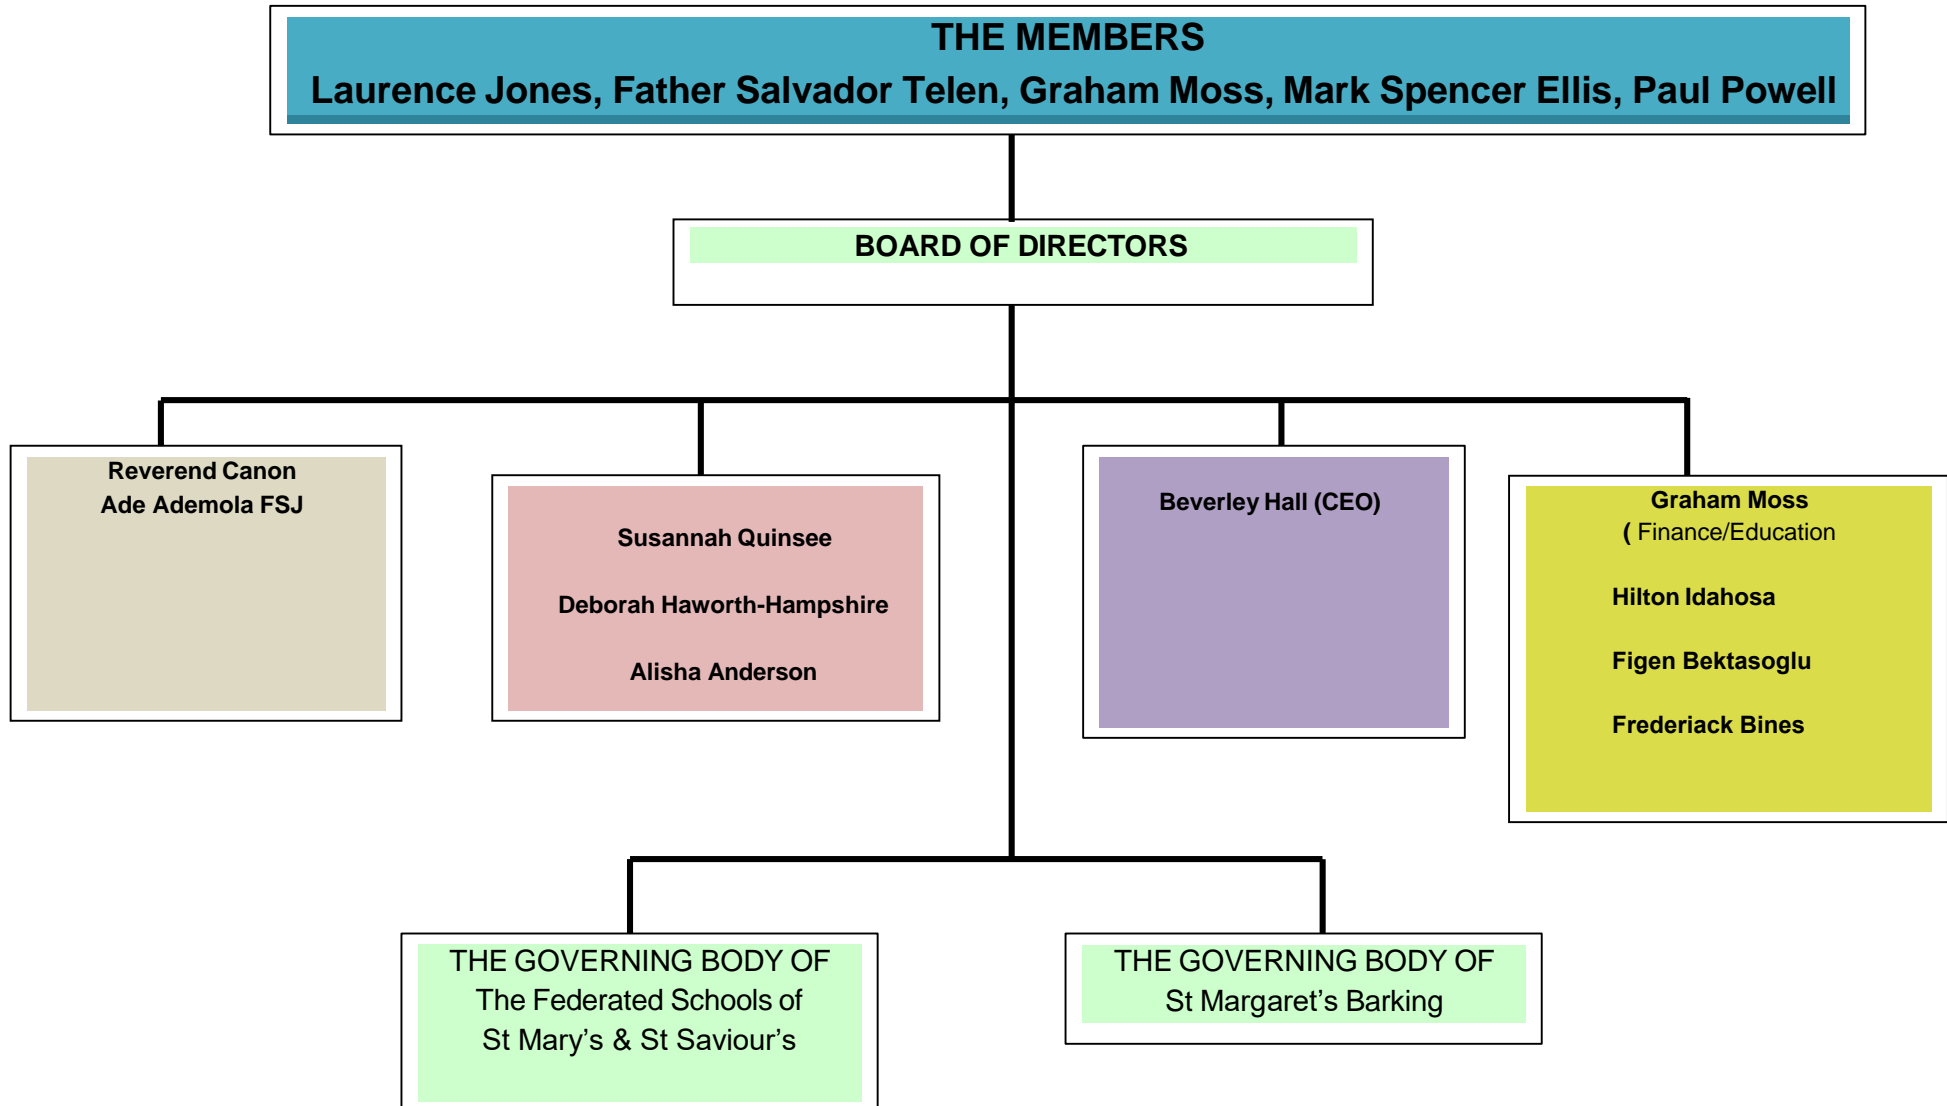 THE MEMBERS
Laurence Jones, Father Salvador Telen, Graham Moss, Mark Spencer Ellis, Paul Powell
BOARD OF DIRECTORS
Reverend Canon
Ade Ademola FSJ
Susannah Quinsee
Deborah Haworth-Hampshire
Alisha Anderson
Beverley Hall (CEO)
Graham Moss
( Finance/Education
Hilton Idahosa
Figen Bektasoglu
Frederiack Bines
THE GOVERNING BODY OF
The Federated Schools of
St Mary’s & St Saviour’s
THE GOVERNING BODY OF
St Margaret’s Barking